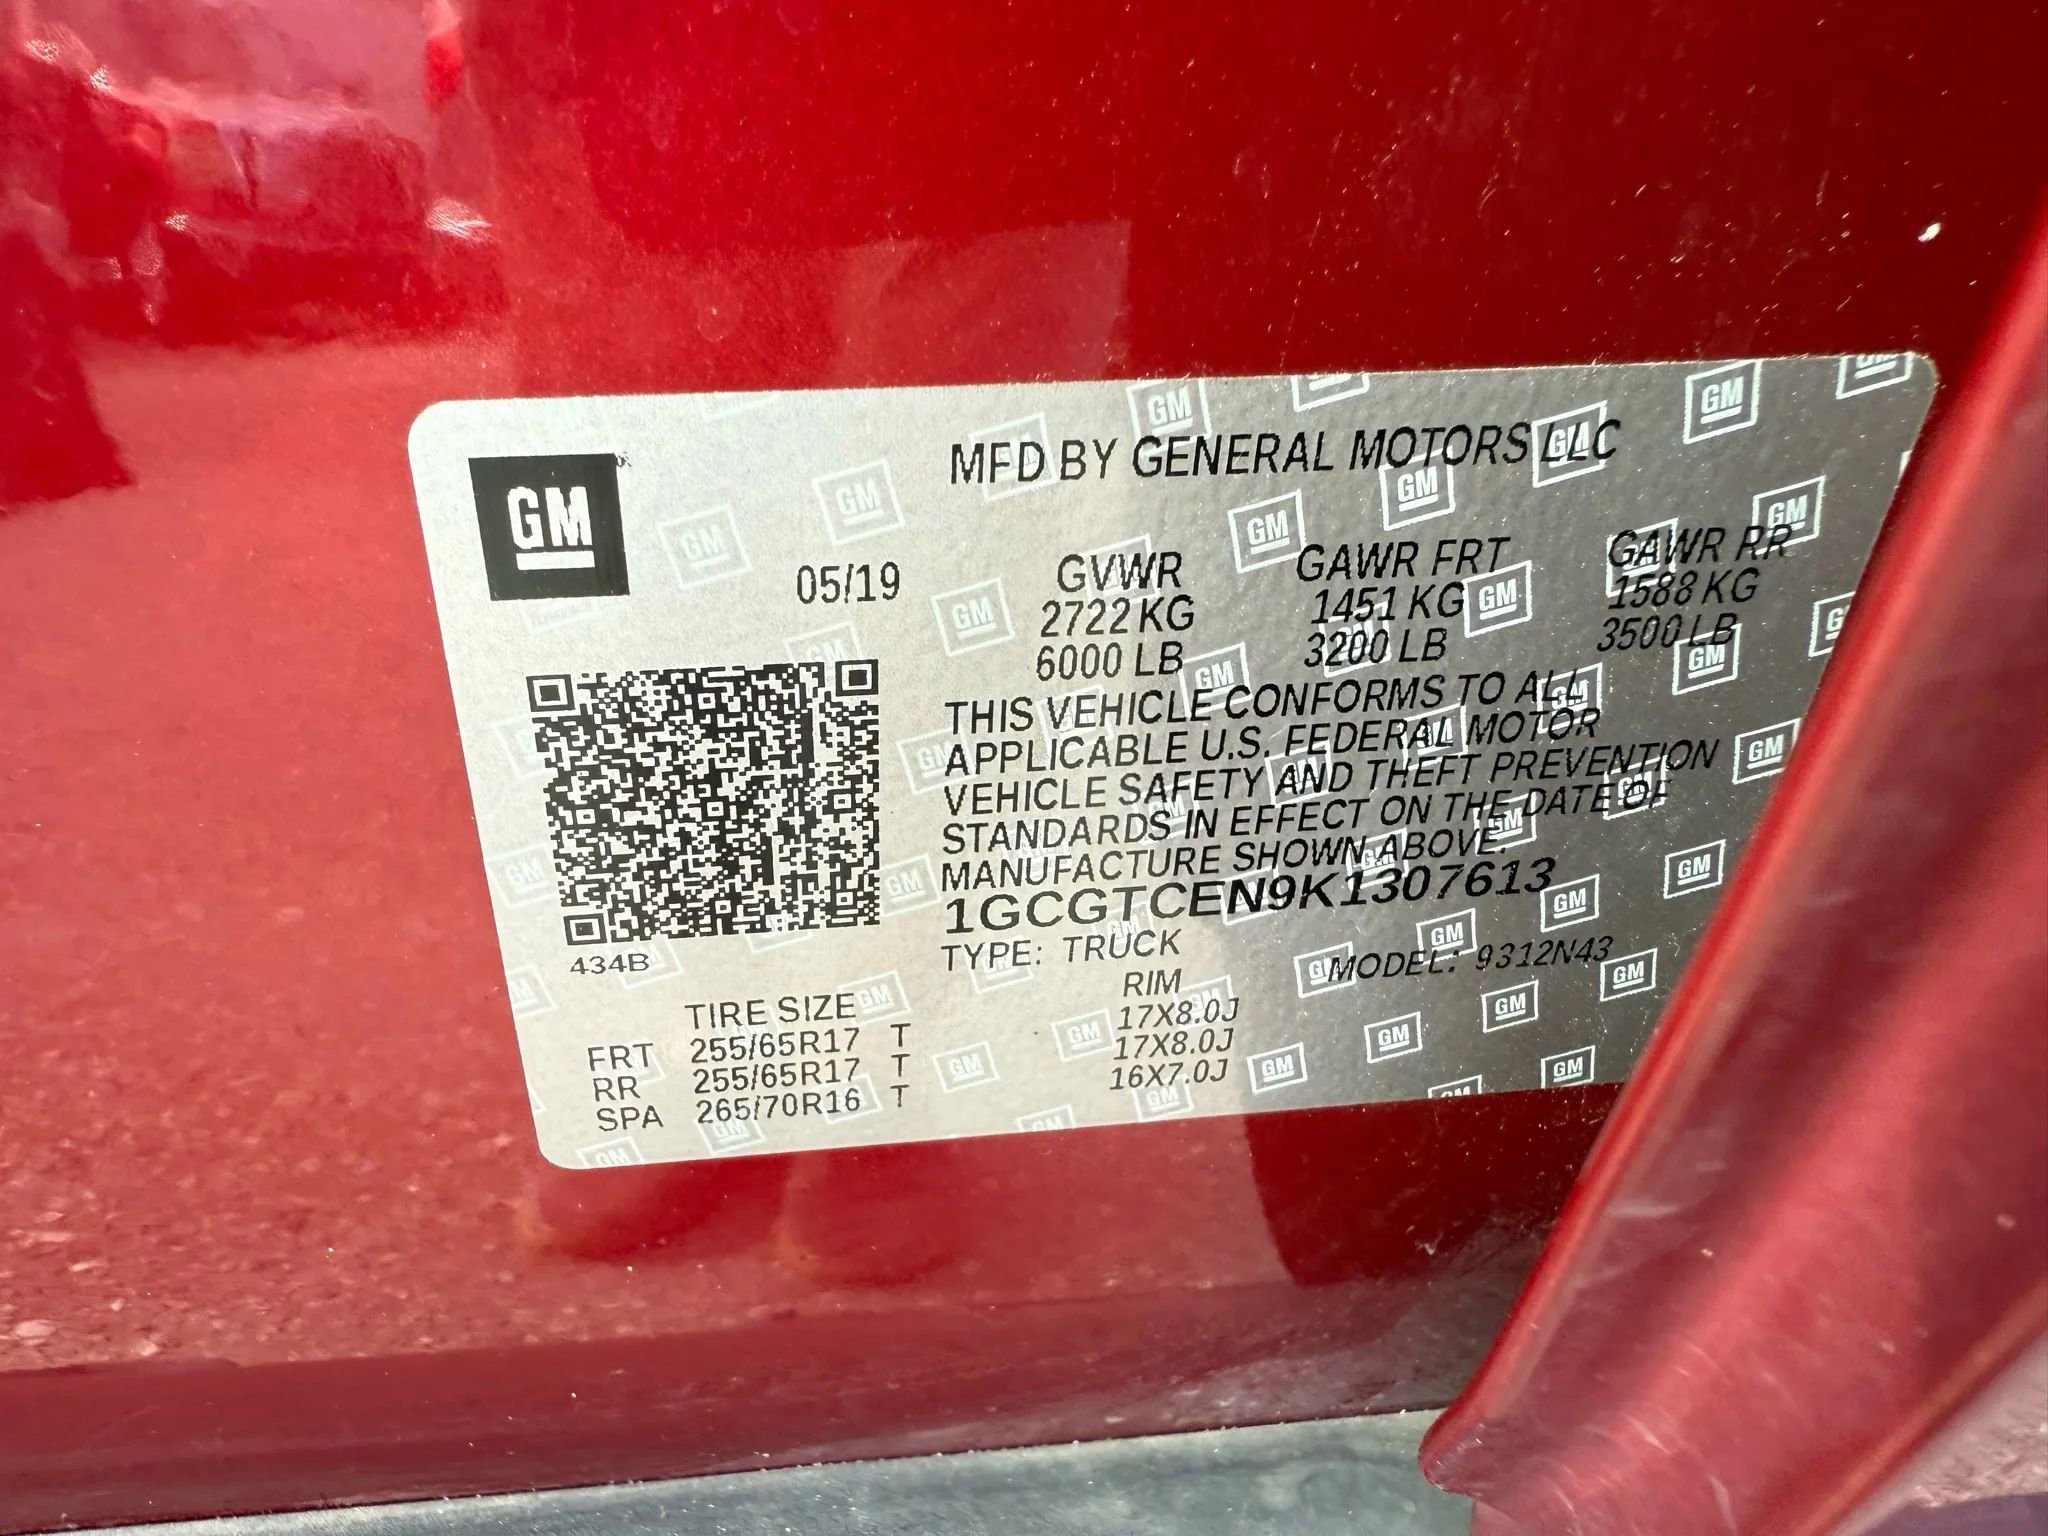 GM
MFD BY GENERAL MOTORS LLC
05/19
GVWR GAWR FRT GAWR RR
2722 KG 1451 KG 1588 KG
6000 LB 3200 LB 3500 LB
THIS VEHICLE CONFORMS TO ALL
APPLICABLE U.S. FEDERAL MOTOR
VEHICLE SAFETY AND THEFT PREVENTION
STANDARDS IN EFFECT ON THE DATE OF
MANUFACTURE SHOWN ABOVE.
1GCGTCEN9K1307613
434B
TYPE: TRUCK MODEL: 9312N43
TIRE SIZE RIM
FRT 255/65R17 T 17X8.0J
RR 255/65R17 T 17X8.0J
SPA 265/70R16 T 16X7.0J